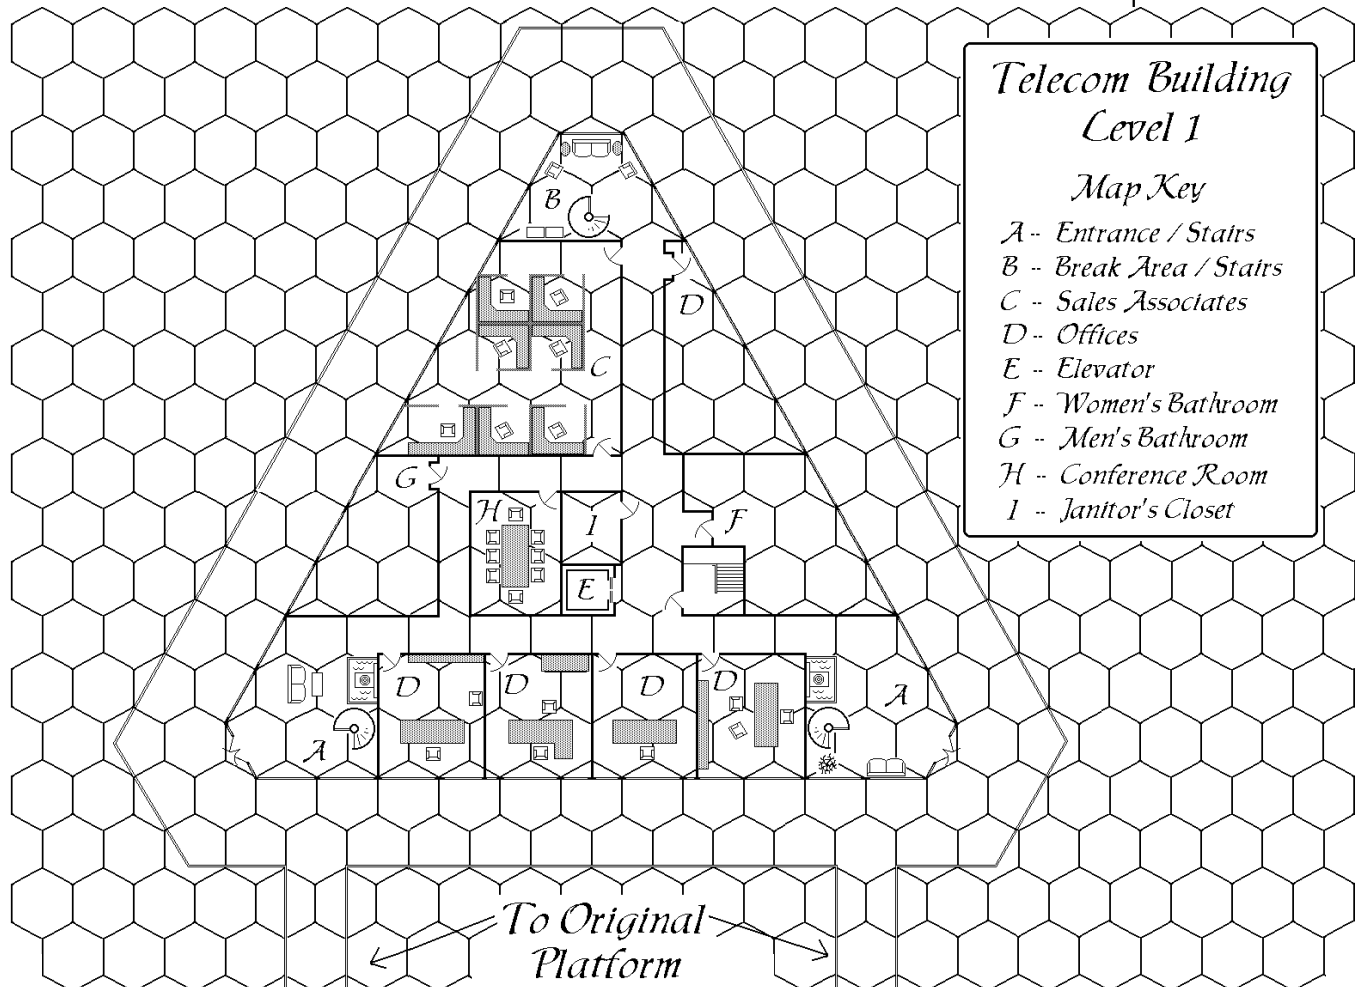 Telecom Building
Level 1
Map Key
A -- Entrance / Stairs
B -- Break Area / Stairs
C -- Sales Associates
D -- Offices
E -- Elevator
F -- Women's Bathroom
G -- Men's Bathroom
H -- Conference Room
I -- Janitor's Closet
B
D
C
G
H
I
F
E
D
D
D
D
A
A
To Original
Platform